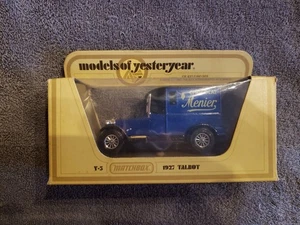 models of yesteryear
Menier
Y-5 MATCHBOX 1927 TALBOT